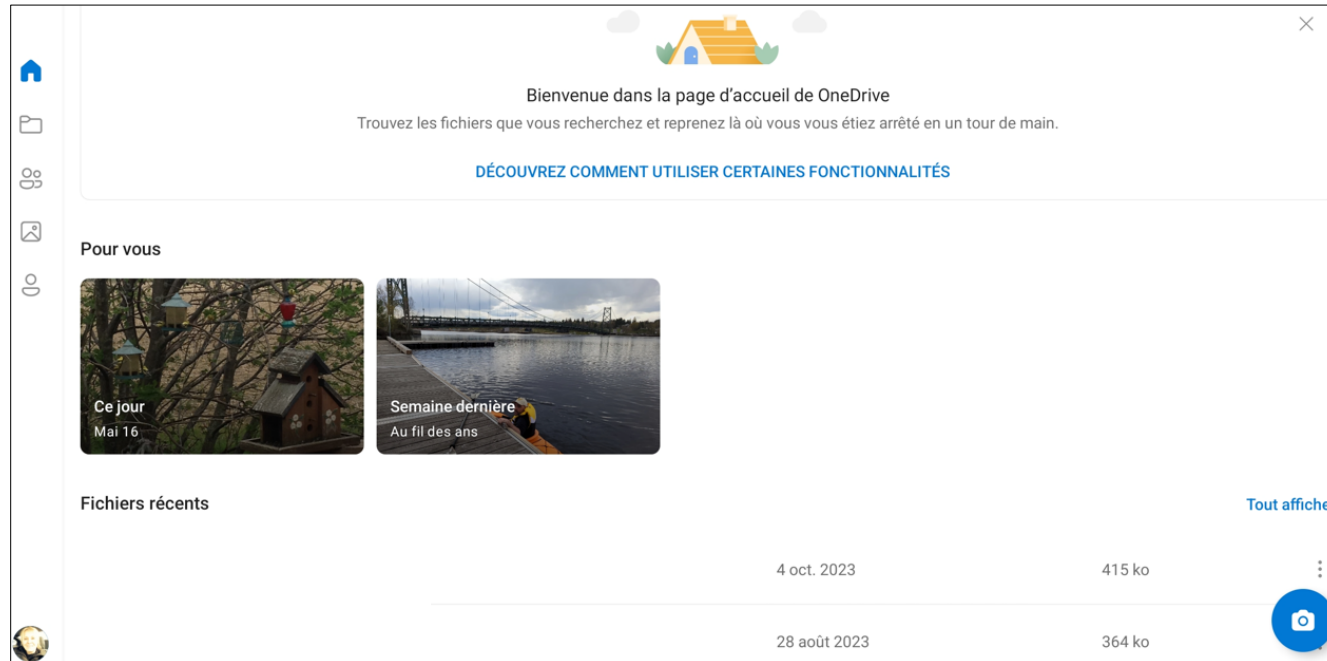 Bienvenue dans la page d’accueil de OneDrive
Trouvez les fichiers que vous recherchez et reprenez là où vous vous étiez arrêté en un tour de main.
DÉCOUVREZ COMMENT UTILISER CERTAINES FONCTIONNALITÉS
Pour vous
Ce jour
Mai 16
Semaine dernière
Au fil des ans
Fichiers récents
Tout affiche
4 oct. 2023 415 ko
28 août 2023 364 ko